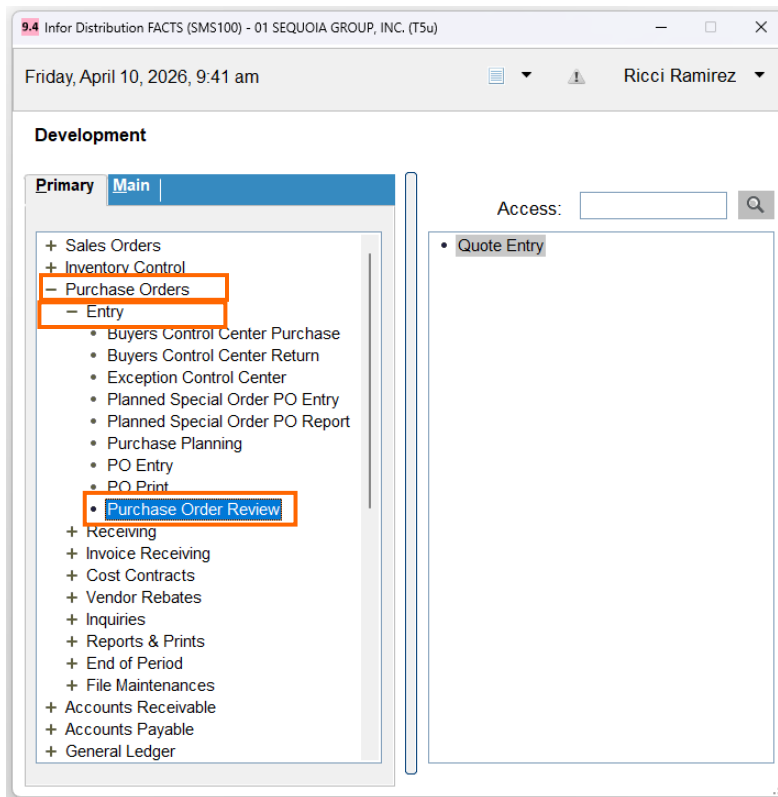 9.4 Infor Distribution FACTS (SMS100) - 01 SEQUOIA GROUP, INC. (T5u)
Friday, April 10, 2026, 9:41 am
Ricci Ramirez
Development
Primary
Main
Access:
+ Sales Orders
+ Inventory Control
− Purchase Orders
− Entry
• Buyers Control Center Purchase
• Buyers Control Center Return
• Exception Control Center
• Planned Special Order PO Entry
• Planned Special Order PO Report
• Purchase Planning
• PO Entry
• PO Print
• Purchase Order Review
+ Receiving
+ Invoice Receiving
+ Cost Contracts
+ Vendor Rebates
+ Inquiries
+ Reports & Prints
+ End of Period
+ File Maintenances
+ Accounts Receivable
+ Accounts Payable
+ General Ledger
• Quote Entry